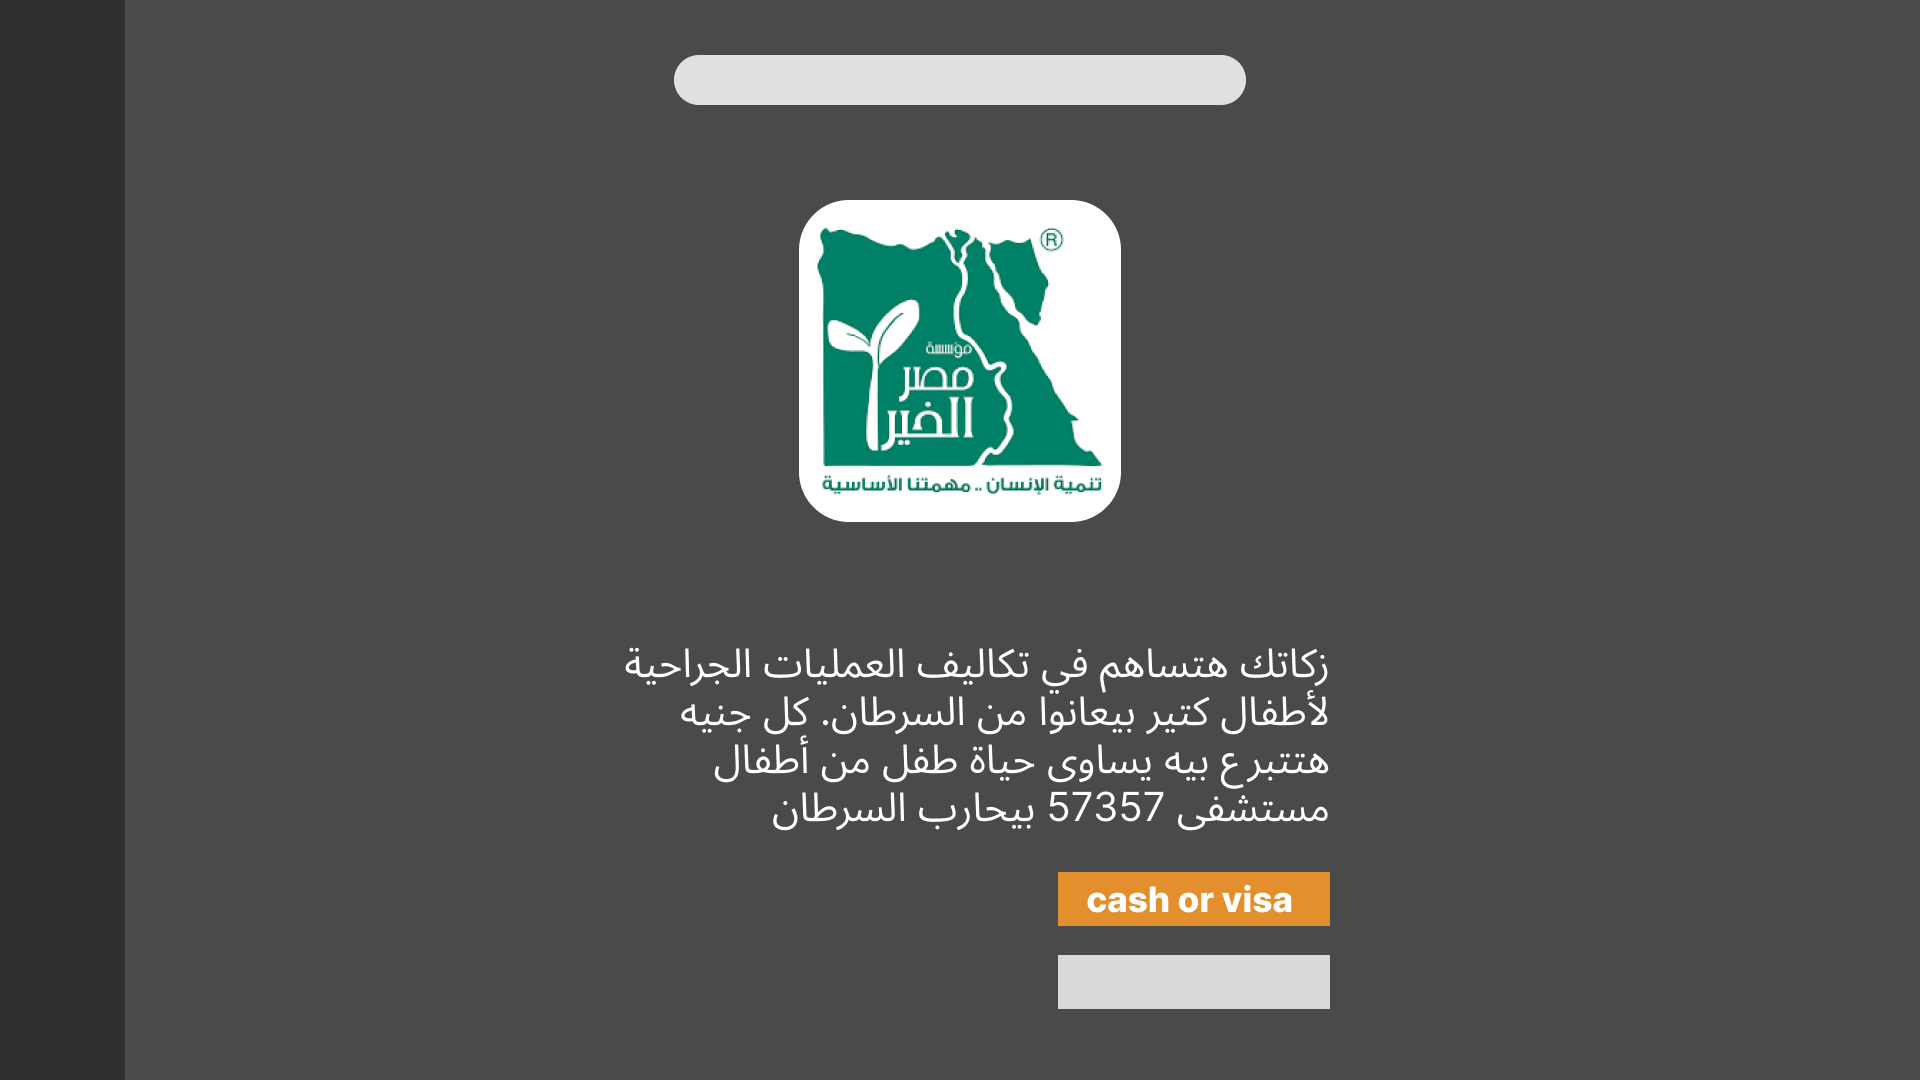 ®
مؤسسة
مصر
الخير
تنمية الإنسان .. مهمتنا الأساسية
زكاتك هتساهم في تكاليف العمليات الجراحية
لأطفال كتير بيعانوا من السرطان. كل جنيه
هتتبرع بيه يساوى حياة طفل من أطفال
مستشفى 57357 بيحارب السرطان
cash or visa